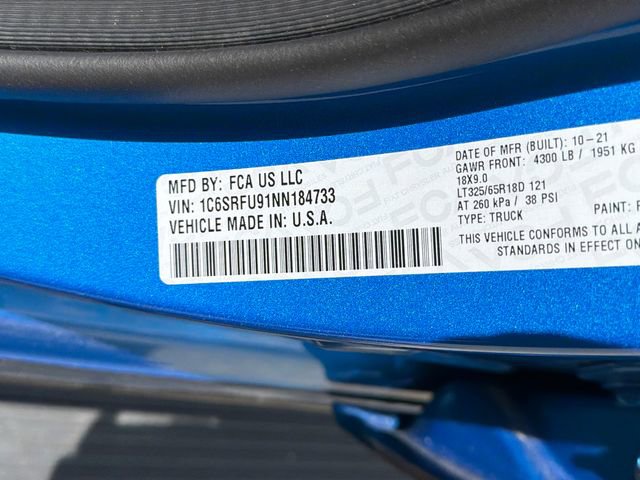 MFD BY: FCA US LLC
VIN: 1C6SRFU91NN184733
VEHICLE MADE IN: U.S.A.
DATE OF MFR (BUILT): 10-21
GAWR FRONT: 4300 LB / 1951 KG
18X9.0
LT325/65R18D 121
AT 260 kPa / 38 PSI
TYPE: TRUCK
PAINT:
THIS VEHICLE CONFORMS TO ALL
STANDARDS IN EFFECT ON